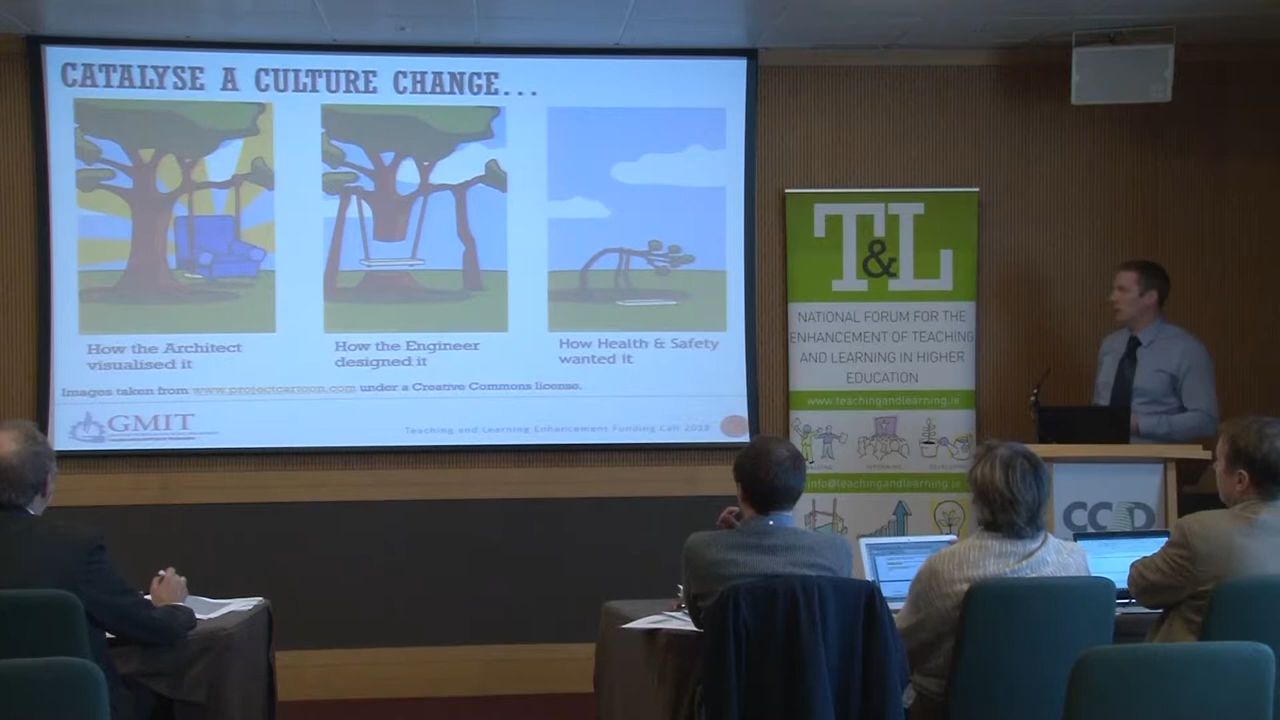 CATALYSE A CULTURE CHANGE...
How the Architect
visualised it
How the Engineer
designed it
How Health & Safety
wanted it
Images taken from www.projectcartoon.com under a Creative Commons license.
GMIT
Teaching and Learning Enhancement Funding Call 2014
T&L
NATIONAL FORUM FOR THE
ENHANCEMENT OF TEACHING
AND LEARNING IN HIGHER
EDUCATION
www.teachingandlearning.ie
info@teachingandlearning.ie